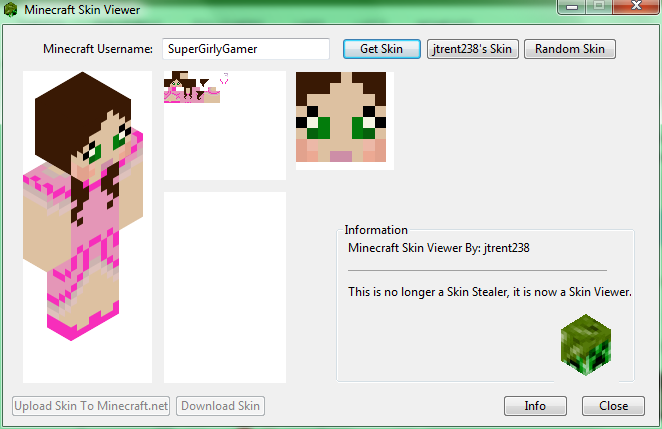 Minecraft Skin Viewer
Minecraft Username: SuperGirlyGamer Get Skin jtrent238's Skin Random Skin
Information
Minecraft Skin Viewer By: jtrent238
This is no longer a Skin Stealer, it is now a Skin Viewer.
Upload Skin To Minecraft.net Download Skin Info Close